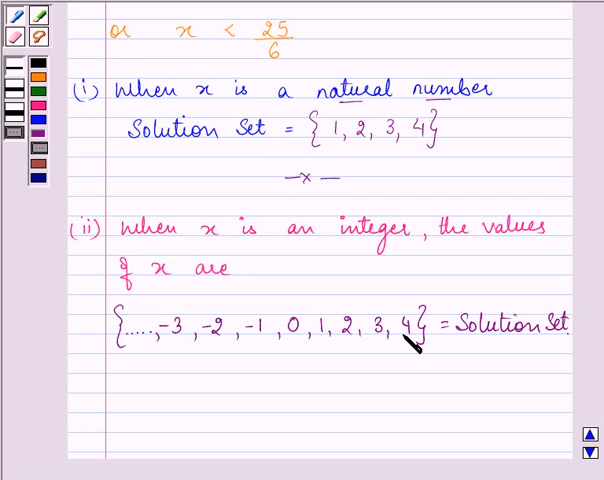 or x < 25/6
(i) When x is a natural number
Solution Set = {1, 2, 3, 4}
—x—
(ii) When x is an integer, the values
of x are
{...., -3, -2, -1, 0, 1, 2, 3, 4} = Solution Set.